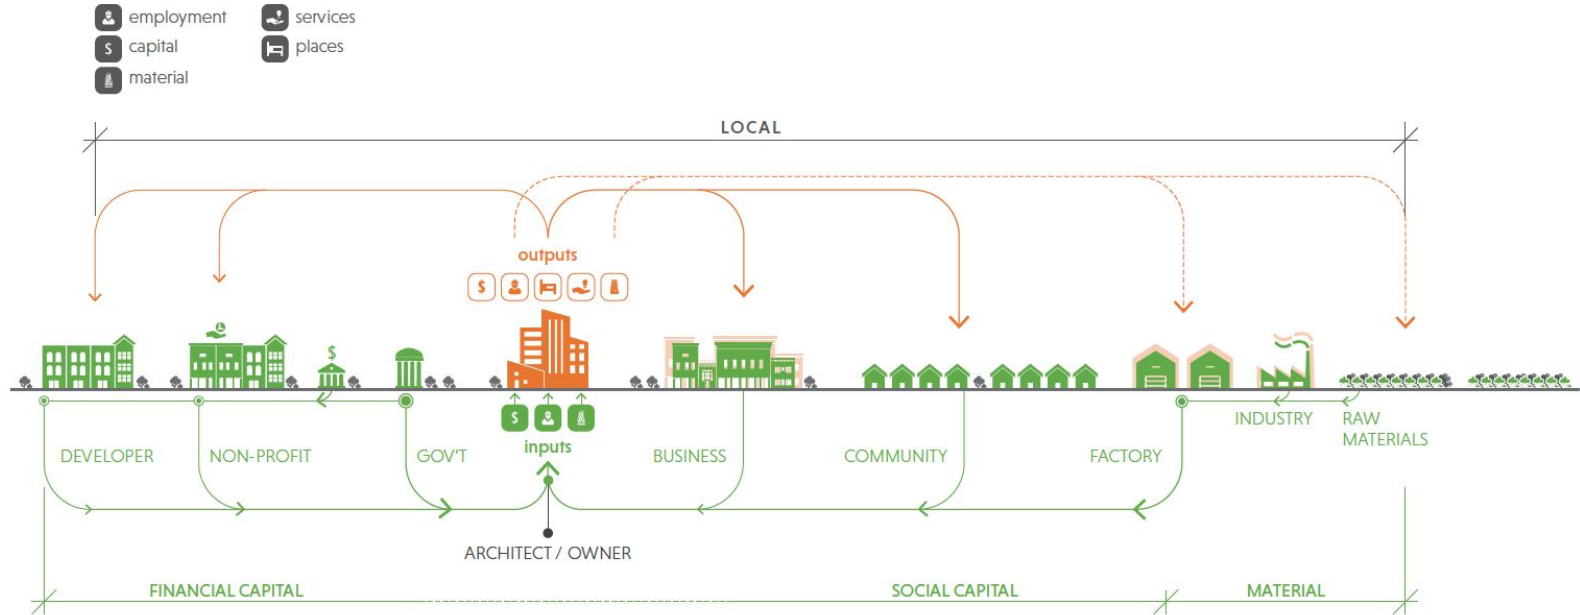 employment
services
$
capital
places
material
LOCAL
outputs
$
$
$
inputs
DEVELOPER
NON-PROFIT
GOV'T
BUSINESS
COMMUNITY
FACTORY
INDUSTRY
RAW
MATERIALS
ARCHITECT / OWNER
FINANCIAL CAPITAL
SOCIAL CAPITAL
MATERIAL